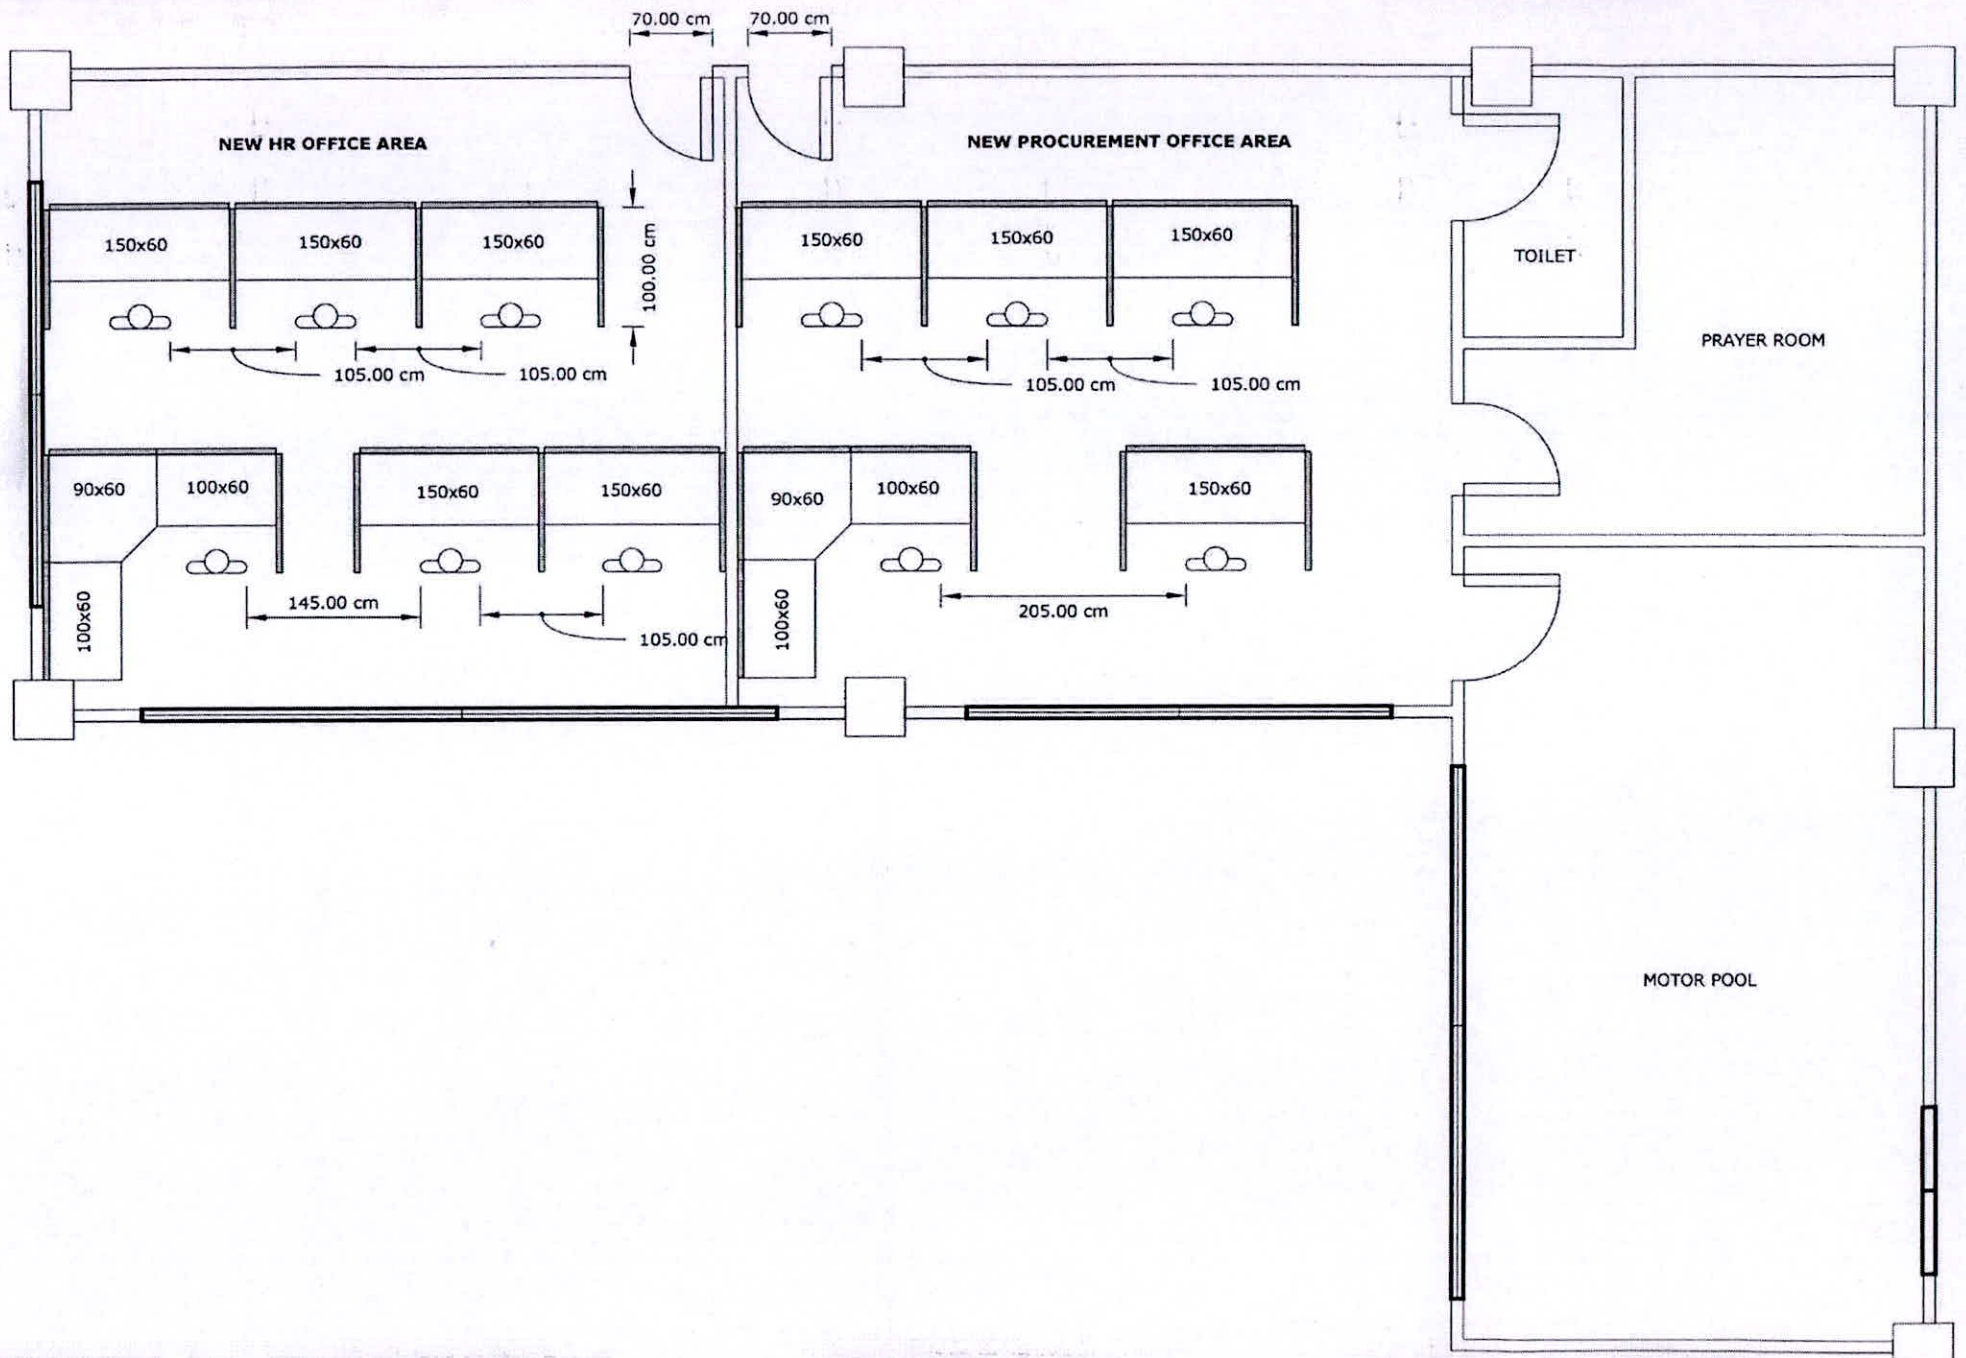 70.00 cm
70.00 cm
NEW HR OFFICE AREA
NEW PROCUREMENT OFFICE AREA
150x60
150x60
150x60
100.00 cm
150x60
150x60
150x60
TOILET
PRAYER ROOM
105.00 cm
105.00 cm
105.00 cm
105.00 cm
90x60
100x60
150x60
150x60
90x60
100x60
150x60
100x60
145.00 cm
105.00 cm
100x60
205.00 cm
MOTOR POOL